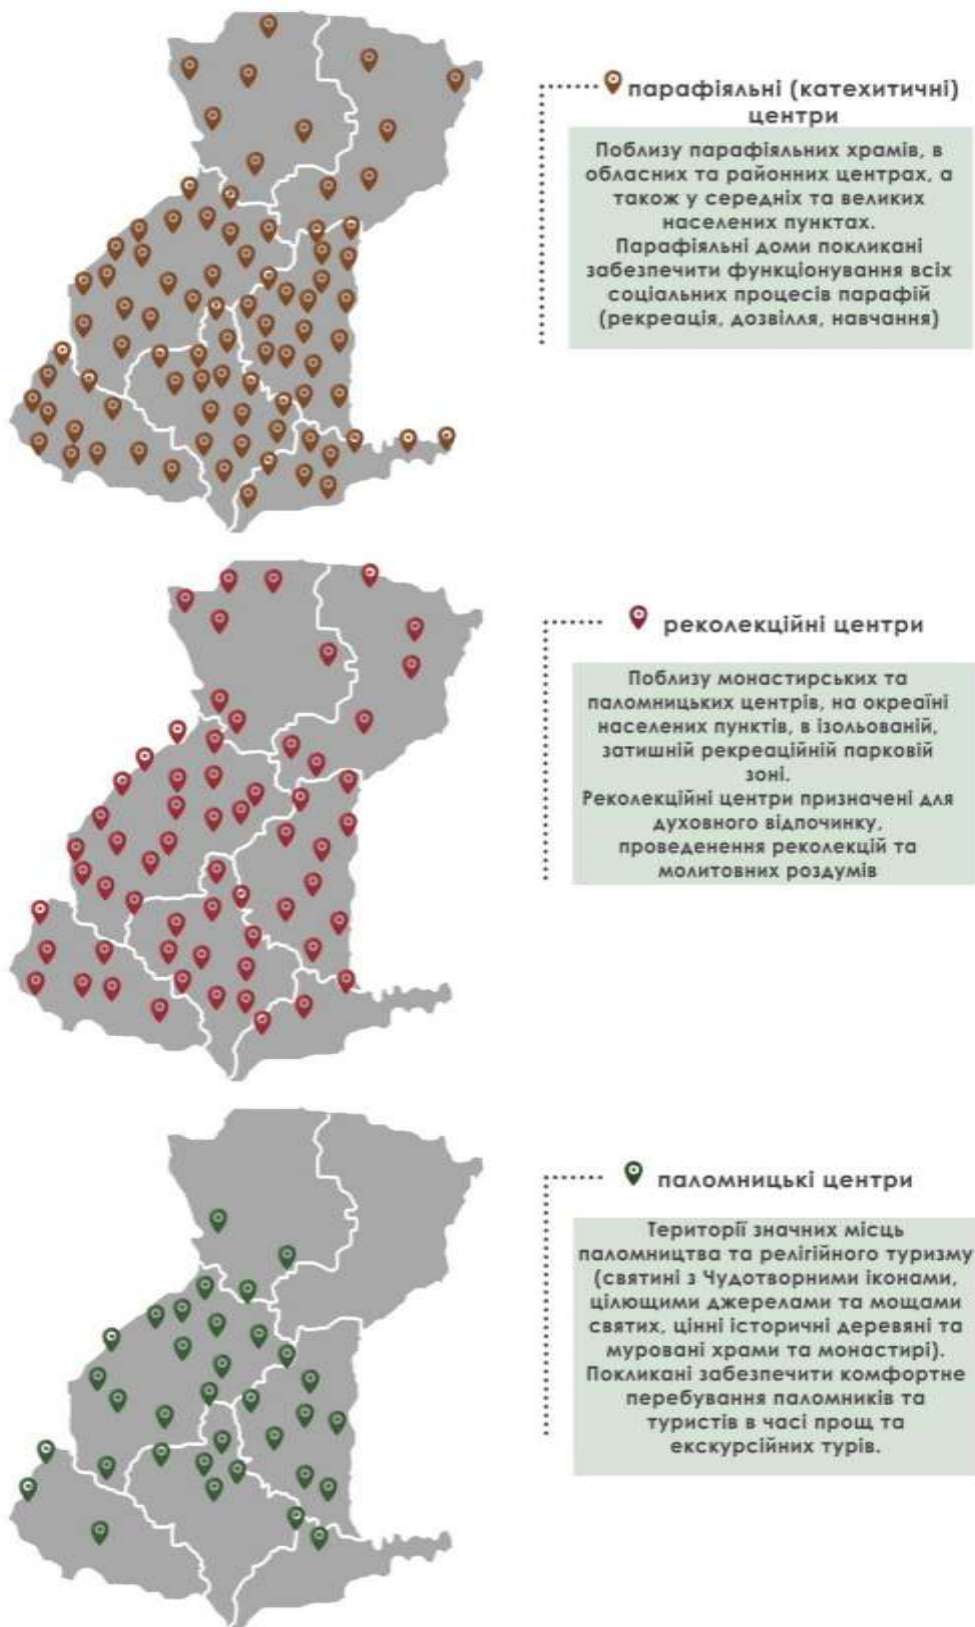 парафіяльні (катехитичні)
центри
Поблизу парафіяльних храмів, в
обласних та районних центрах, а
також у середніх та великих
населених пунктах.
Парафіяльні доми покликані
забезпечити функціонування всіх
соціальних процесів парафій
(рекреація, дозвілля, навчання)
реколекційні центри
Поблизу монастирських та
паломницьких центрів, на окреаїні
населених пунктів, в ізольованій,
затишній рекреаційній парковій
зоні.
Реколекційні центри призначені для
духовного відпочинку,
проведенення реколекцій та
молитовних роздумів
паломницькі центри
Території значних місць
паломництва та релігійного туризму
(святині з Чудотворними іконами,
цілющими джерелами та мощами
святих, цінні історичні деревяні та
муровані храми та монастирі).
Покликані забезпечити комфортне
перебування паломників та
туристів в часі прощ та
екскурсійних турів.